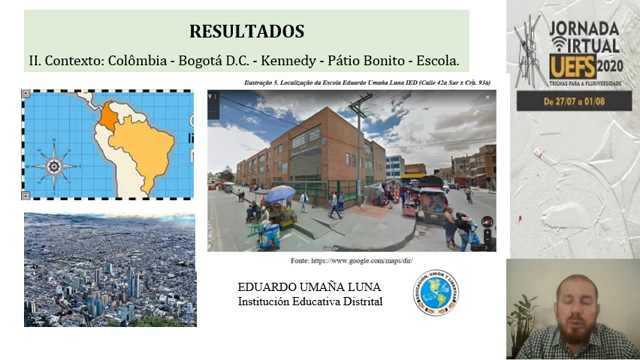 RESULTADOS
II. Contexto: Colômbia - Bogotá D.C. - Kennedy - Pátio Bonito - Escola.
Ilustração 5. Localização da Escola Eduardo Umaña Luna IED (Calle 42a Sur x Cra. 93a)
Fonte: https://www.google.com/maps/dir/
EDUARDO UMAÑA LUNA
Institución Educativa Distrital
JORNADA
VIRTUAL
UEFS 2020
TRILHAS PARA A PLURIVERSIDADE
De 27/07 e 01/08